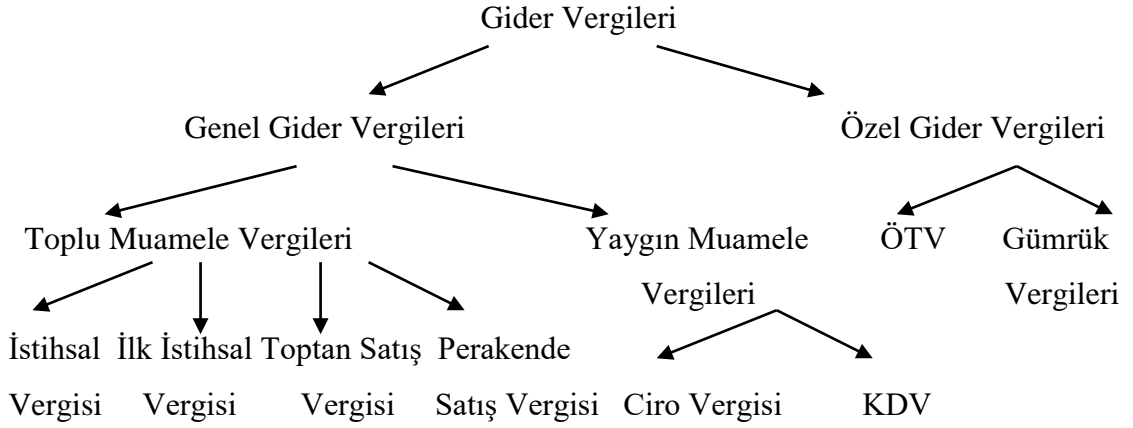 Gider Vergileri
Genel Gider Vergileri Özel Gider Vergileri
Toplu Muamele Vergileri Yaygın Muamele ÖTV Gümrük
Vergileri Vergileri
İstihsal İlk İstihsal Toptan Satış Perakende
Vergisi Vergisi Vergisi Satış Vergisi Ciro Vergisi KDV